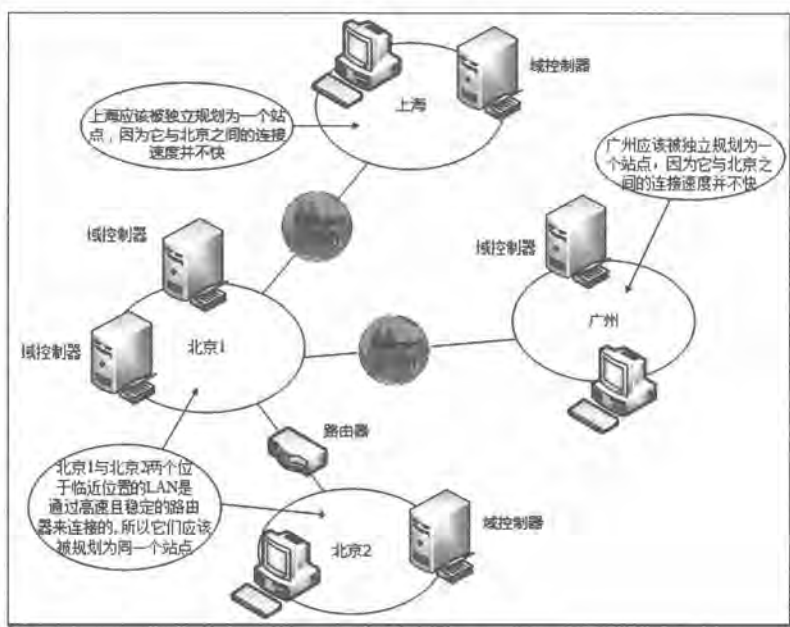 域控制器
上海
上海应该被独立规划为一个站
点，因为它与北京之间的连接
速度并不快
广州应该被独立规划为一
个站点，因为它与北京之
间的连接速度并不快
域控制器
域控制器
广州
域控制器
北京1
路由器
北京1与北京2两个位
于临近位置的LAN是
通过高速且稳定的路由
器来连接的，所以它们应该
被规划为同一个站点
域控制器
北京2